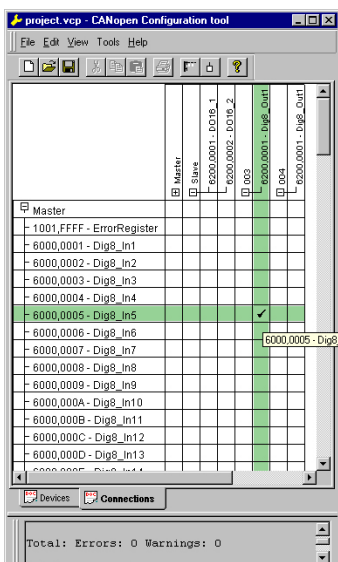 project.vcp - CANopen Configuration tool
File Edit View Tools Help
Master
Slave
6200,0001 - DO16_1
6200,0002 - DO16_2
003
6200,0001 - Dig8_Out1
004
6200,0001 - Dig8_Out1
Master
1001,FFFF - ErrorRegister
6000,0001 - Dig8_In1
6000,0002 - Dig8_In2
6000,0003 - Dig8_In3
6000,0004 - Dig8_In4
6000,0005 - Dig8_In5
6000,0006 - Dig8_In6
6000,0005 - Dig8
6000,0007 - Dig8_In7
6000,0008 - Dig8_In8
6000,0009 - Dig8_In9
6000,000A - Dig8_In10
6000,000B - Dig8_In11
6000,000C - Dig8_In12
6000,000D - Dig8_In13
Devices Connections
Total: Errors: 0 Warnings: 0